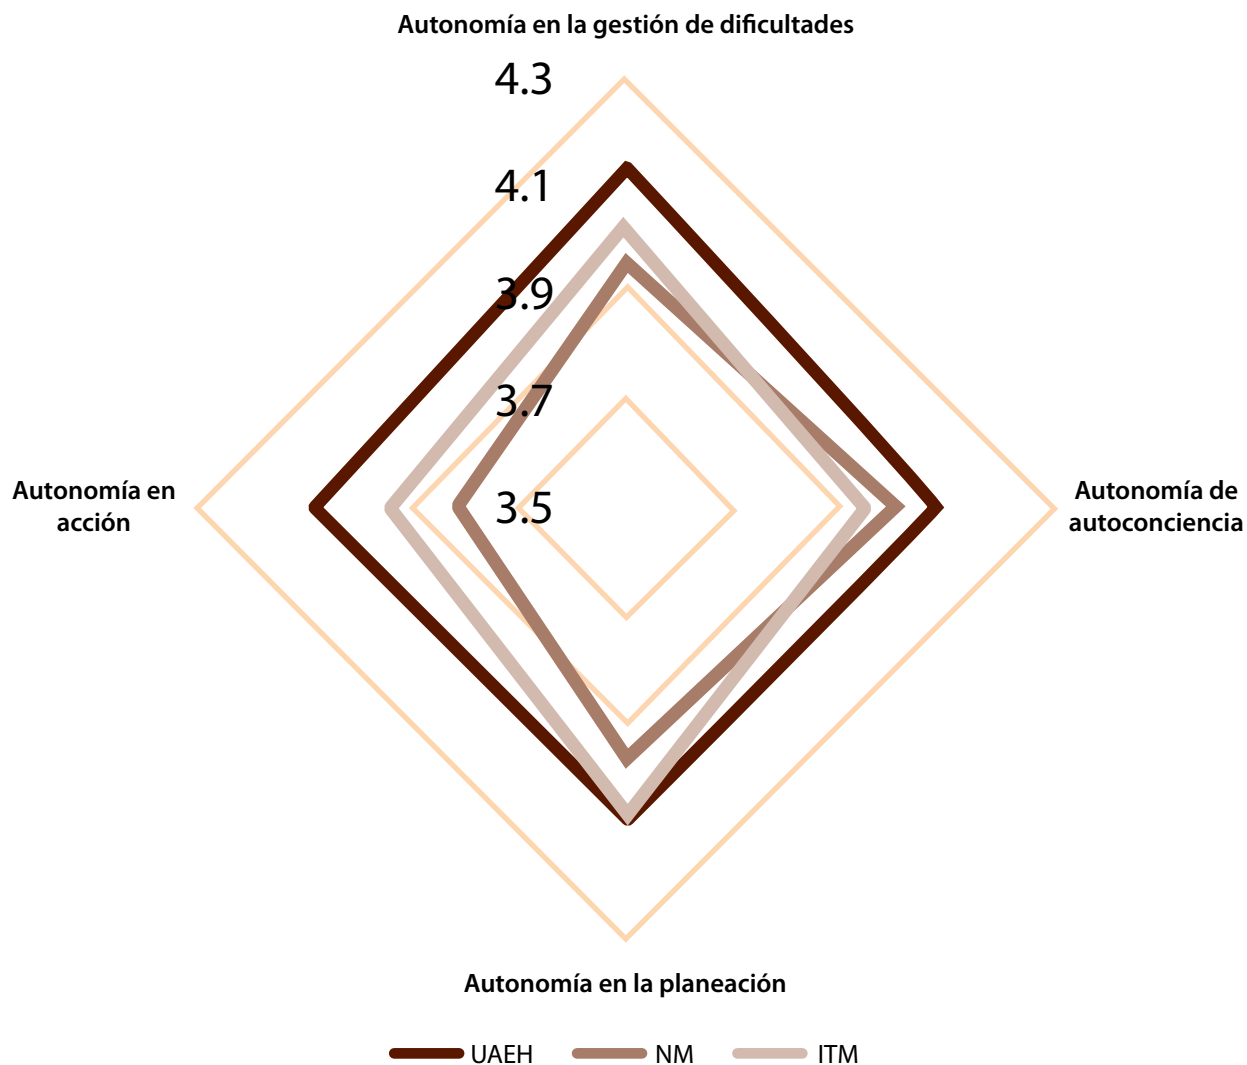 Autonomía en la gestión de dificultades
4.3
4.1
3.9
3.7
3.5
Autonomía en
acción
Autonomía de
autoconciencia
Autonomía en la planeación
UAEH
NM
ITM